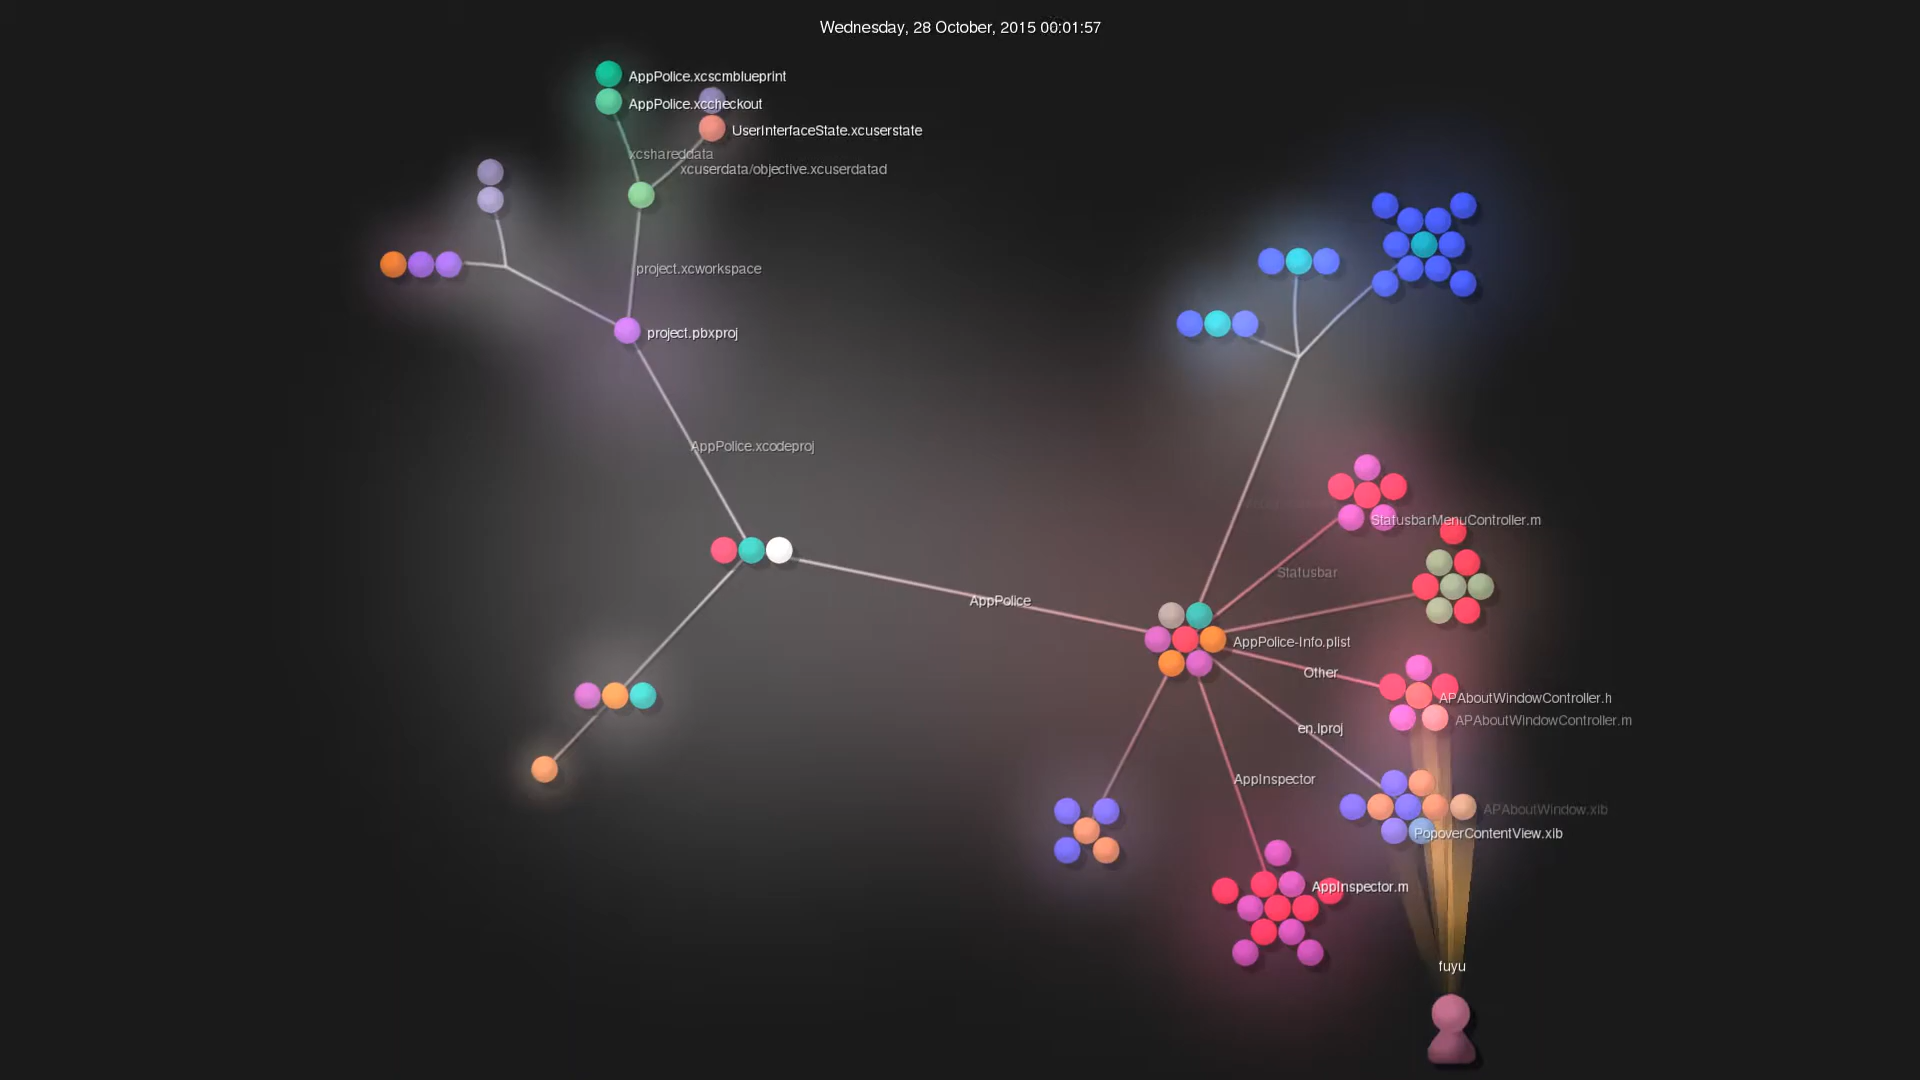 Wednesday, 28 October, 2015 00:01:57
AppPolice.xcscmblueprint
AppPolice.xccheckout
UserInterfaceState.xcuserstate
xcshareddata
xcuserdata/objective.xcuserdatad
project.xcworkspace
project.pbxproj
AppPolice.xcodeproj
StatusbarMenuController.m
Statusbar
AppPolice
AppPolice-Info.plist
Other
APAboutWindowController.h
APAboutWindowController.m
en.lproj
AppInspector
APAboutWindow.xib
PopoverContentView.xib
AppInspector.m
fuyu